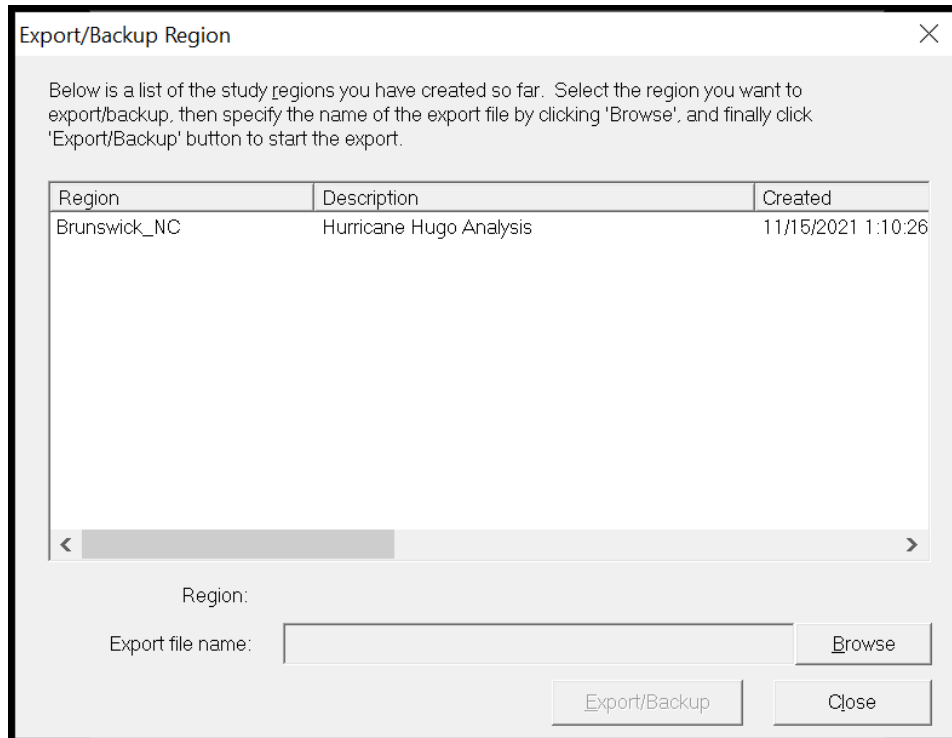 Export/Backup Region
Below is a list of the study regions you have created so far. Select the region you want to
export/backup, then specify the name of the export file by clicking 'Browse', and finally click
'Export/Backup' button to start the export.
Region Description Created
Brunswick_NC Hurricane Hugo Analysis 11/15/2021 1:10:26
Region:
Export file name: Browse
Export/Backup Close